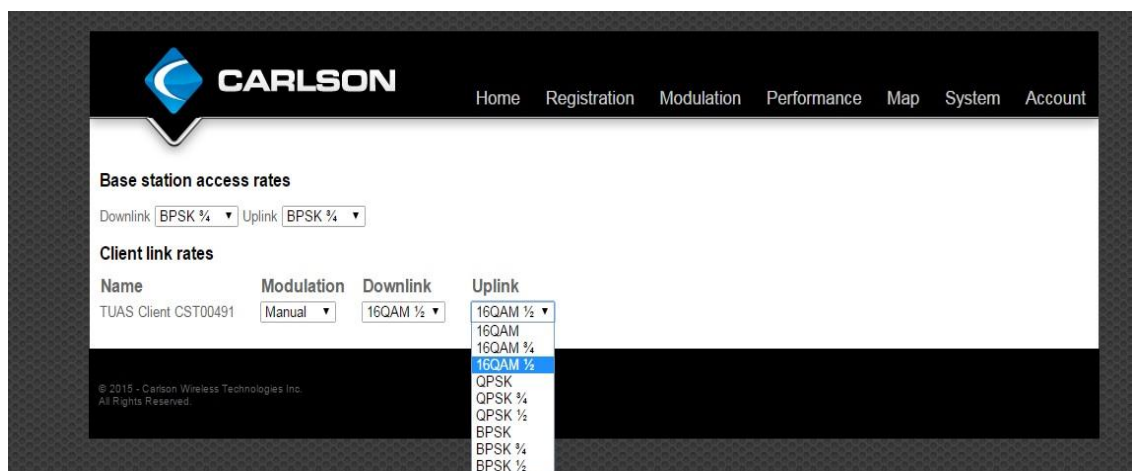 CARLSON
Home Registration Modulation Performance Map System Account
Base station access rates
Downlink BPSK ¾ Uplink BPSK ¾
Client link rates
Name Modulation Downlink Uplink
TUAS Client CST00491 Manual 16QAM ½ 16QAM ½
16QAM
16QAM ¾
16QAM ½
QPSK
QPSK ¾
QPSK ½
BPSK
BPSK ¾
BPSK ½
© 2015 - Carlson Wireless Technologies Inc.
All Rights Reserved.